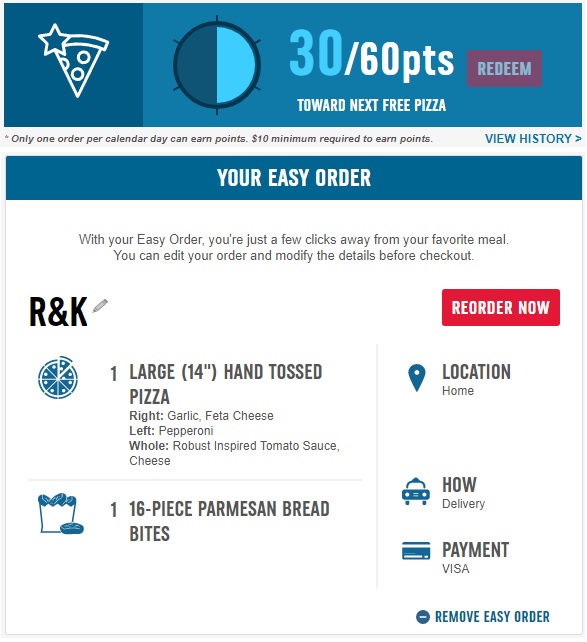 30/60pts
REDEEM
TOWARD NEXT FREE PIZZA
* Only one order per calendar day can earn points. $10 minimum required to earn points.
VIEW HISTORY >
YOUR EASY ORDER
With your Easy Order, you're just a few clicks away from your favorite meal.
You can edit your order and modify the details before checkout.
R&K
REORDER NOW
1 LARGE (14") HAND TOSSED
PIZZA
Right: Garlic, Feta Cheese
Left: Pepperoni
Whole: Robust Inspired Tomato Sauce,
Cheese
1 16-PIECE PARMESAN BREAD
BITES
LOCATION
Home
HOW
Delivery
PAYMENT
VISA
REMOVE EASY ORDER